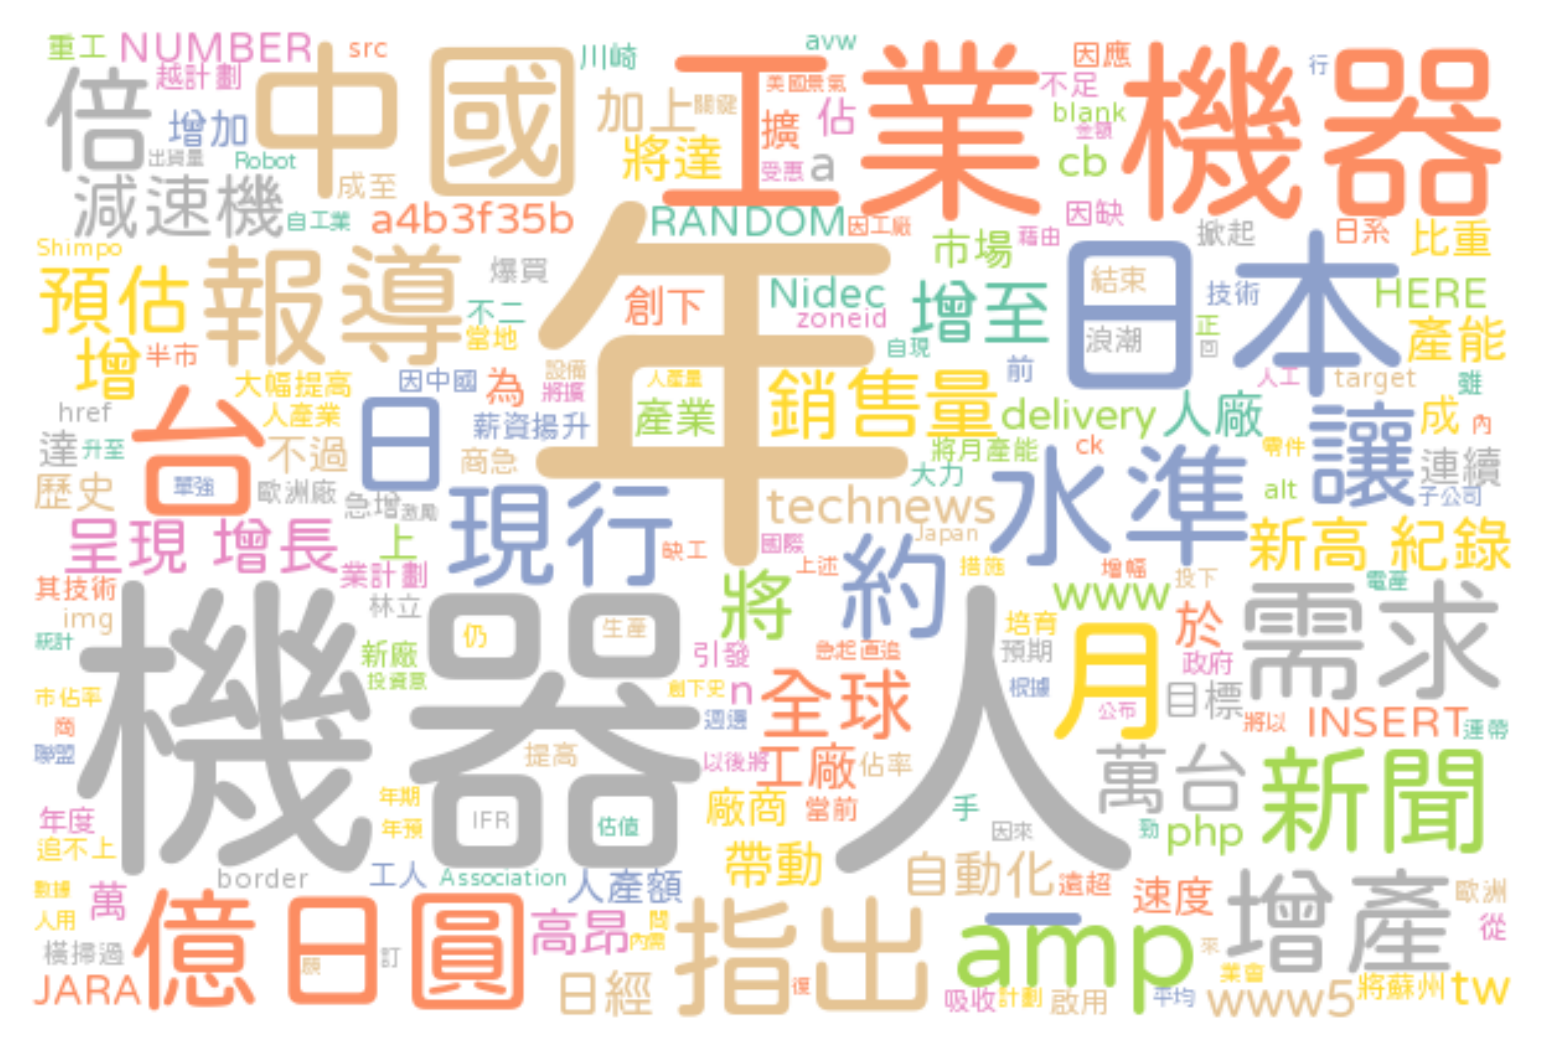 重工 NUMBER src 川崎 avw 因應 行
越計劃 美國景氣 不足
倍 中國 加上 關鍵 工業機器
增加 擴 佔 blank 金額
出貨量 Robot 將達 受惠 a cb
減速機 成至 自工業 a4b3f35b RANDOM 因工廠 因缺
Shimpo 市場 藉由 掀起 日系 比重
預估 報導 爆買 年 日本
不二 創下 Nidec zoneid 增至 結束 技術 HERE
增 半市 當地 自現 浪潮 正 回 產能
大幅提高 因中國 為 設備 將擴 人產量 前 人工 target 雖
href 人產業 日 薪資揚升 產業 銷售量 delivery 人廠 讓 成 內
達 升至 台 不過 商急 將月產能 ck 零件 連續
歷史 單強 歐洲廠 急增 激勵 大力 alt 子公司
呈現 增長 上 現行 缺工 technews Japan 水準 新高 紀錄
業計劃 國際 上述 約 措施 增幅 投下 電產
其技術 林立 將 www 需求
img 仍 生產 培育 於
統計 新廠 投資意 引發 急起直追 預期 月 政府
市佔率 機器人 創下史 n 全球 根據 公布 目標
商 週邊 將以 INSERT 連帶
聯盟 提高 以後將 工廠 佔率 萬台 新聞
年度 年期 年預 IFR 估值 廠商 當前 手 因來 勁 php
追不上 border 工人 Association 人產額 帶動 自動化 遠超 速度 歐洲
數據 萬 人用 高昂 問 內需 一 增產 從
橫掃過 億日圓 訂 指出 amp 來 業會
JARA 願 日經 復 吸收 計劃 啟用 平均 www5 將蘇州 tw